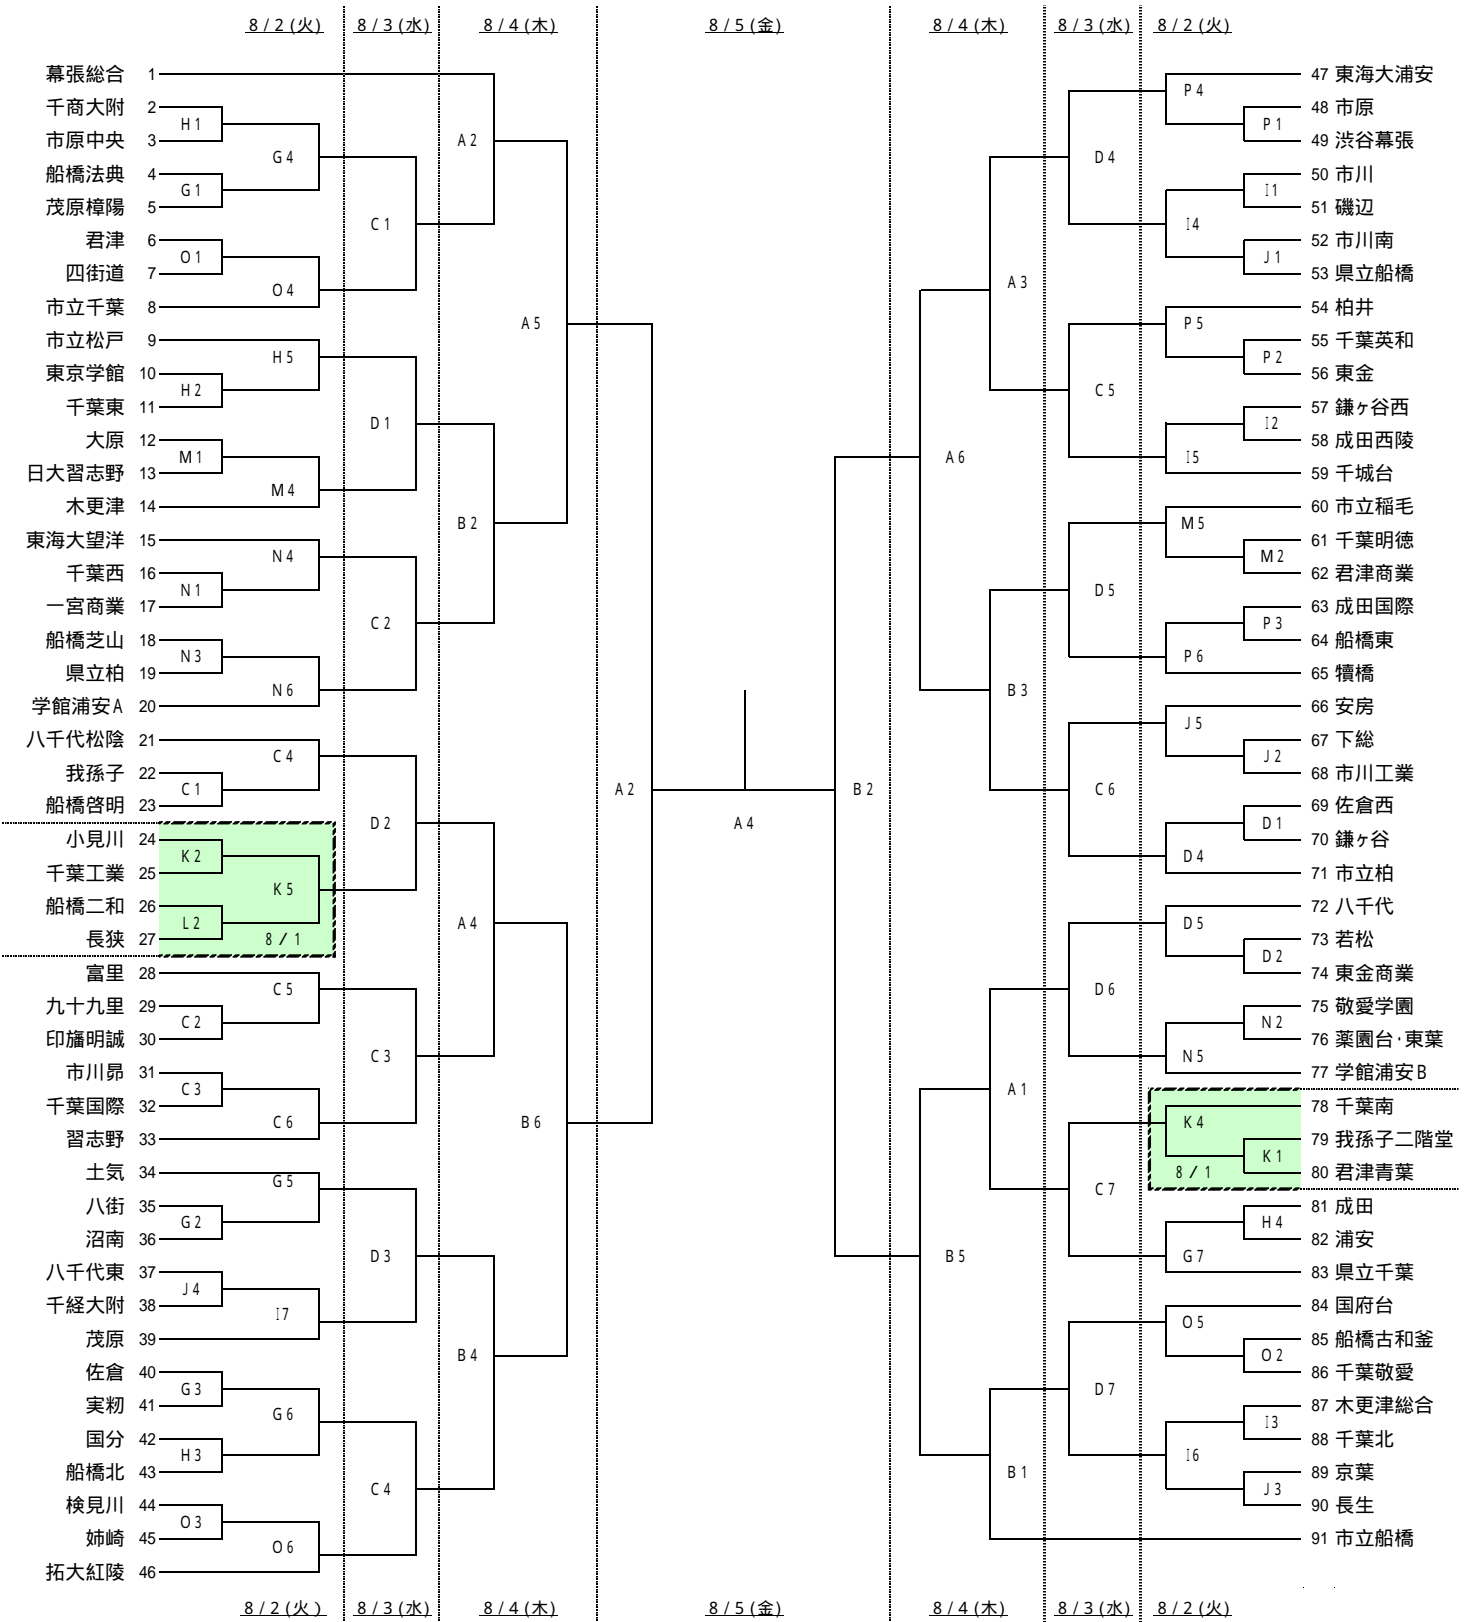 8/2(火) 8/3(水) 8/4(木) 8/5(金) 8/4(木) 8/3(水) 8/2(火)
幕張総合 1
千商大附 2
H1
市原中央 3
G4
A2
船橋法典 4
G1
茂原樟陽 5
C1
君津 6
O1
四街道 7
O4
市立千葉 8
A5
市立松戸 9
H5
東京学館 10
H2
千葉東 11
D1
大原 12
M1
日大習志野 13
M4
木更津 14
B2
東海大望洋 15
N4
千葉西 16
N1
一宮商業 17
C2
船橋芝山 18
N3
県立柏 19
N6
学館浦安A 20
八千代松陰 21
C4
我孫子 22
C1
船橋啓明 23
D2
小見川 24
K2
千葉工業 25
K5
船橋二和 26
L2
長狭 27
8/1
A4
富里 28
C5
九十九里 29
C2
印旛明誠 30
C3
市川昴 31
C3
千葉国際 32
C6
習志野 33
B6
土気 34
G5
八街 35
G2
沼南 36
D3
八千代東 37
J4
千経大附 38
I7
茂原 39
B4
佐倉 40
G3
実籾 41
G6
国分 42
H3
船橋北 43
C4
検見川 44
O3
姉崎 45
O6
拓大紅陵 46
A2
A4
B2
47 東海大浦安
P4
48 市原
P1
49 渋谷幕張
D4
50 市川
I1
51 磯辺
I4
52 市川南
J1
53 県立船橋
A3
54 柏井
P5
55 千葉英和
P2
56 東金
C5
57 鎌ヶ谷西
I2
58 成田西陵
I5
59 千城台
A6
60 市立稲毛
M5
61 千葉明徳
M2
62 君津商業
D5
63 成田国際
P3
64 船橋東
P6
65 犢橋
B3
66 安房
J5
67 下総
J2
68 市川工業
C6
69 佐倉西
D1
70 鎌ヶ谷
D4
71 市立柏
72 八千代
D5
73 若松
D2
74 東金商業
D6
75 敬愛学園
N2
76 薬園台・東葉
N5
77 学館浦安B
A1
78 千葉南
K4
79 我孫子二階堂
K1
80 君津青葉
8/1
C7
81 成田
H4
82 浦安
G7
83 県立千葉
B5
84 国府台
O5
85 船橋古和釜
O2
86 千葉敬愛
D7
87 木更津総合
I3
88 千葉北
I6
89 京葉
J3
90 長生
B1
91 市立船橋
8/2(火) 8/3(水) 8/4(木) 8/5(金) 8/4(木) 8/3(水) 8/2(火)